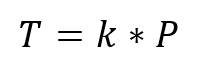 T = k * P